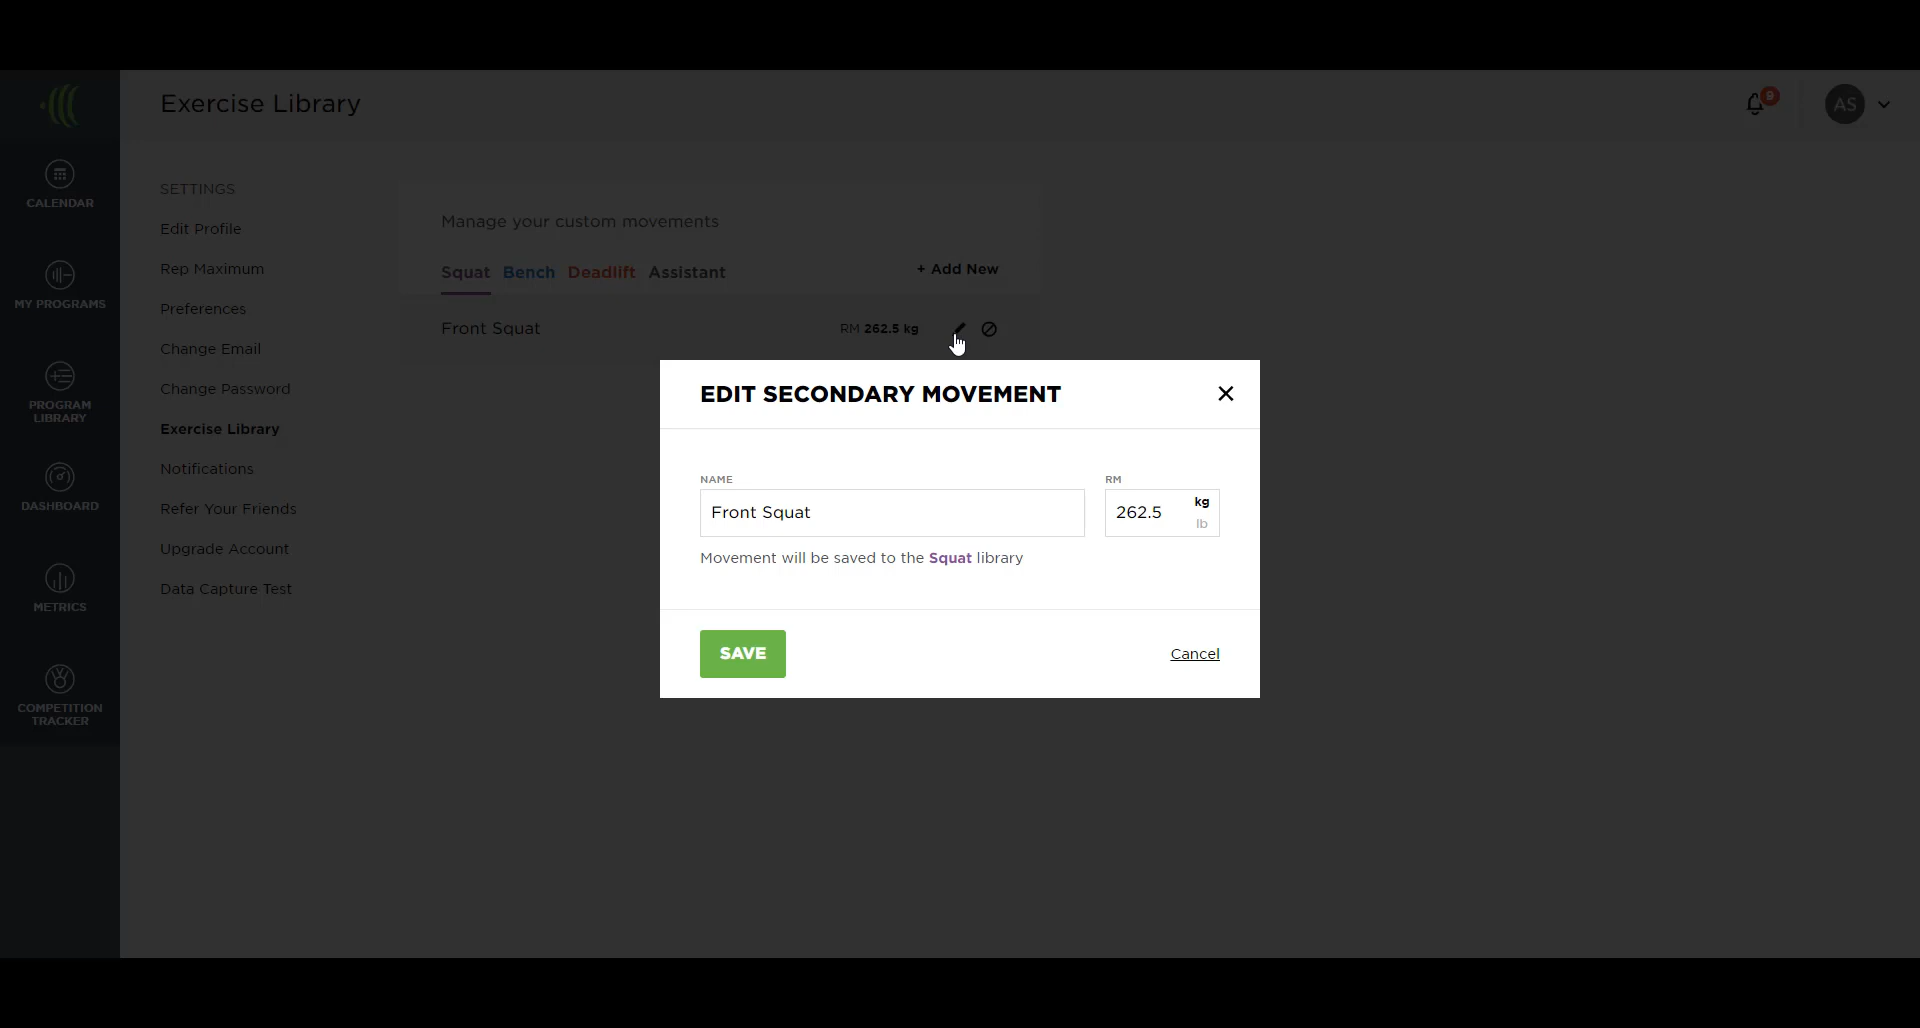 Exercise Library
9
AS
CALENDAR
MY PROGRAMS
PROGRAM
LIBRARY
DASHBOARD
METRICS
COMPETITION
TRACKER
SETTINGS
Edit Profile
Rep Maximum
Preferences
Change Email
Change Password
Exercise Library
Notifications
Refer Your Friends
Upgrade Account
Data Capture Test
Manage your custom movements
Squat Bench Deadlift Assistant + Add New
Front Squat RM 262.5 kg
EDIT SECONDARY MOVEMENT
NAME RM
Front Squat 262.5 kg
lb
Movement will be saved to the Squat library
SAVE Cancel